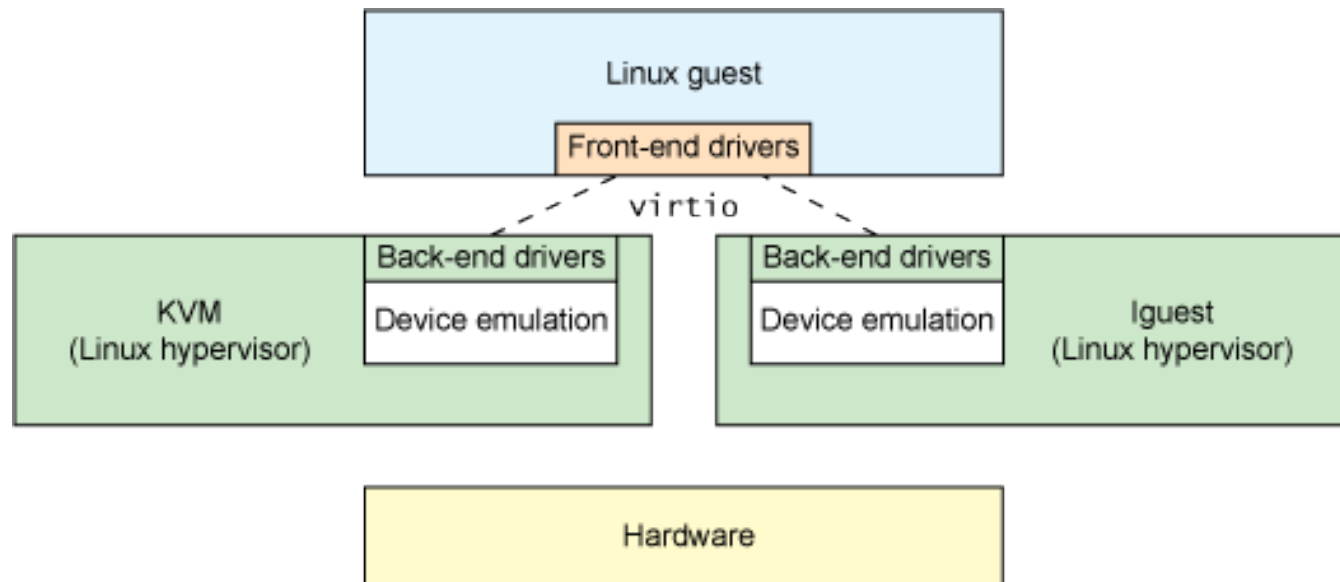 Linux guest
Front-end drivers
virtio
Back-end drivers
Device emulation
KVM
(Linux hypervisor)
Back-end drivers
Device emulation
lguest
(Linux hypervisor)
Hardware